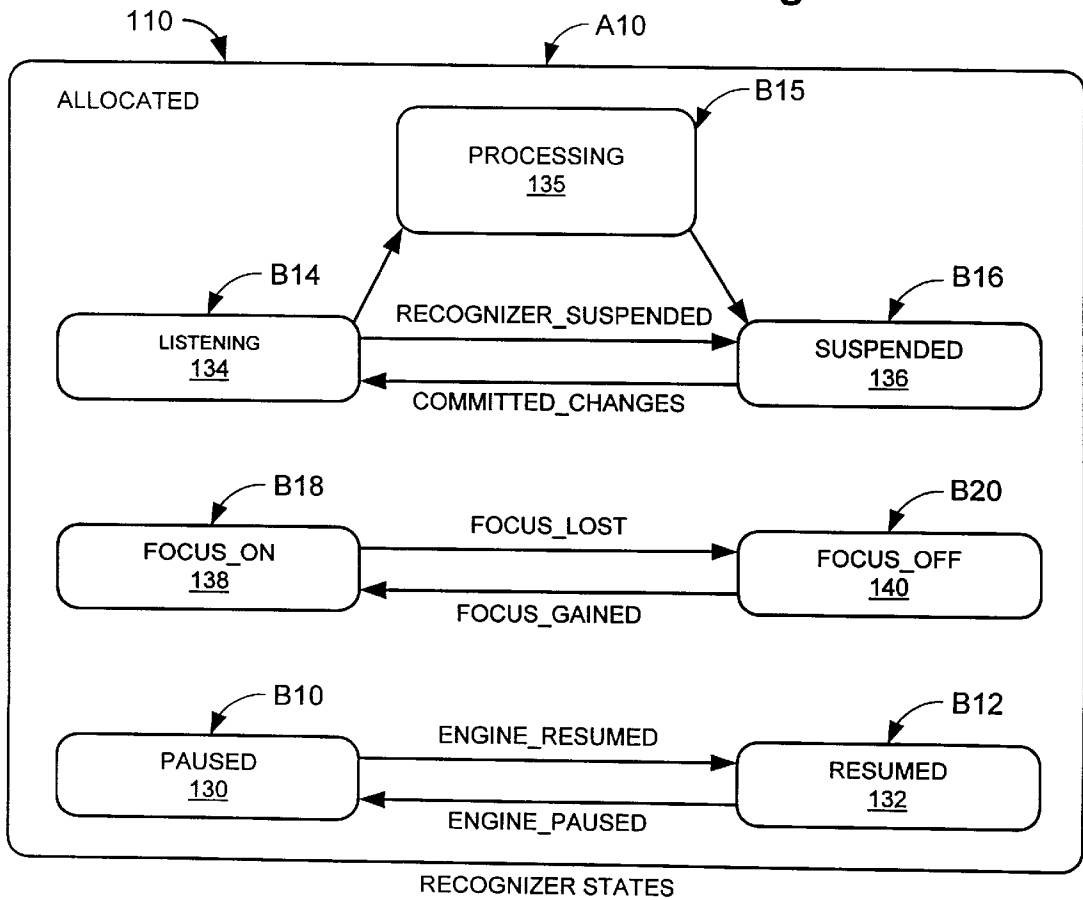 110
A10
ALLOCATED
B15
PROCESSING
135
B14
B16
RECOGNIZER_SUSPENDED
LISTENING
134
SUSPENDED
136
COMMITTED_CHANGES
B18
B20
FOCUS_LOST
FOCUS_ON
138
FOCUS_OFF
140
FOCUS_GAINED
B10
B12
ENGINE_RESUMED
PAUSED
130
RESUMED
132
ENGINE_PAUSED
RECOGNIZER STATES